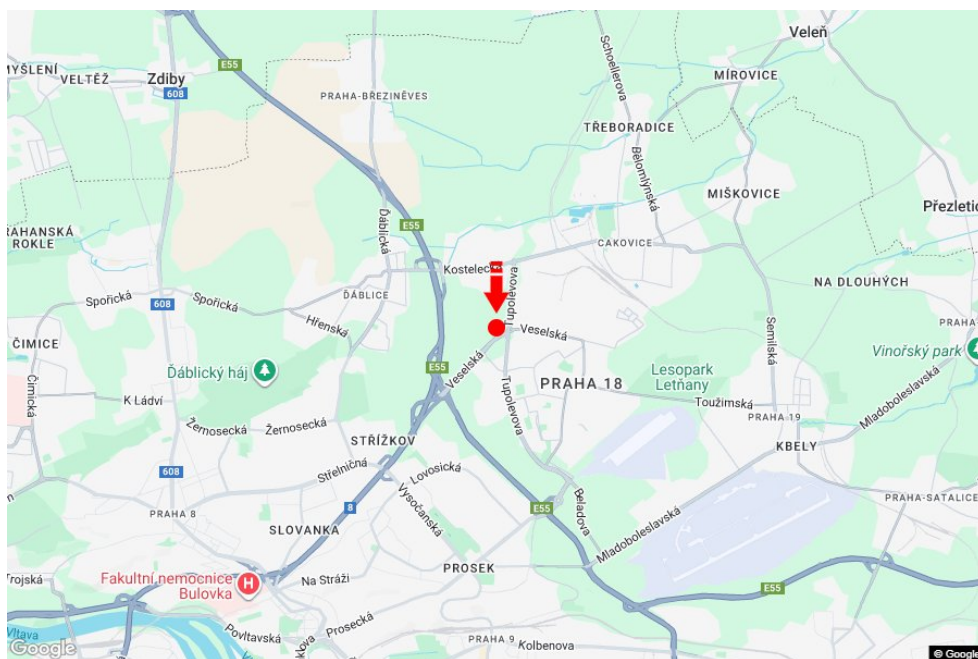 Veleň
E55
MYŠLENÍ
VELTĚŽ
Zdiby
608
Schoellerova
MÍROVICE
PRAHA-BŘEZINĚVES
TŘEBORADICE
Bělomlýnská
MIŠKOVICE
Přezletic
Ďáblická
E55
RAHANSKÁ
ROKLE
CAKOVICE
Kostelecká
Tupolevova
NA DLOUHÝCH
Spořická
Spořická
608
ĎÁBLICE
Hřenská
Veselská
Semilská
PRAHA-
ČIMICE
Vinořský park
Ďáblický háj
E55
Veselská
Lesopark
Letňany
PRAHA 18
Čimická
K Ládví
Tupolevova
Toužimská
Mladoboleslavská
PRAHA 19
KBELY
Žernosecká
Žernosecká
STŘÍŽKOV
Střelničná
Lovosická
608
Vysočanská
8
Beladova
E55
PRAHA-SATALICE
PRAHA 8
SLOVANKA
Mladoboleslavská
Fakultní nemocnice
Bulovka
H
Na Stráži
PROSEK
Trojská
E55
E55
Prosecká
Povltavská
Vltava
PRAHA 9
Kolbenova
Google
© Google